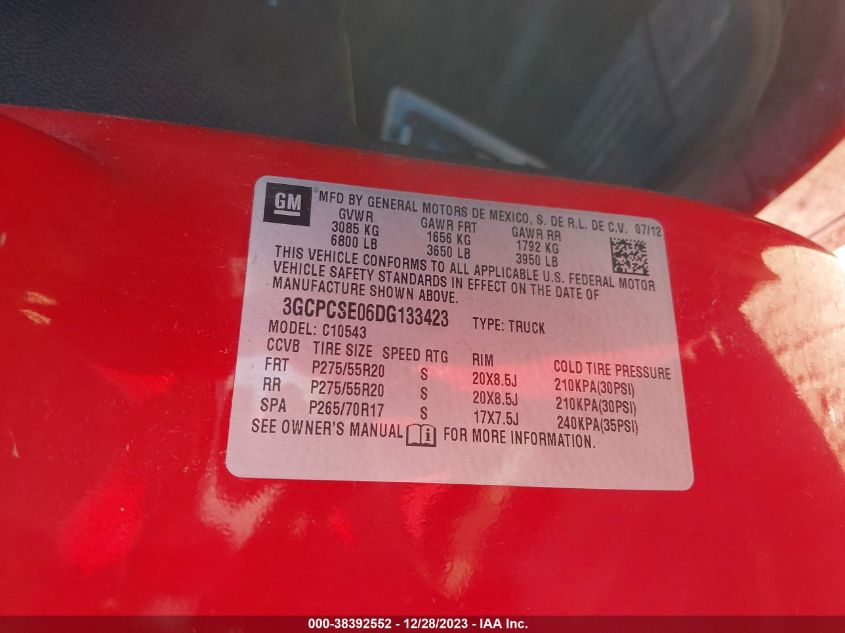 GM ® MFD BY GENERAL MOTORS DE MEXICO, S. DE R.L. DE C.V. 07/12
GVWR GAWR FRT GAWR RR
3085 KG 1656 KG 1792 KG
6800 LB 3650 LB 3950 LB
THIS VEHICLE CONFORMS TO ALL APPLICABLE U.S. FEDERAL MOTOR
VEHICLE SAFETY STANDARDS IN EFFECT ON THE DATE OF
MANUFACTURE SHOWN ABOVE.
3GCPCSE06DG133423 TYPE: TRUCK
MODEL: C10543
CCVB TIRE SIZE SPEED RTG RIM COLD TIRE PRESSURE
FRT P275/55R20 S 20X8.5J 210KPA(30PSI)
RR P275/55R20 S 20X8.5J 210KPA(30PSI)
SPA P265/70R17 S 17X7.5J 240KPA(35PSI)
SEE OWNER'S MANUAL FOR MORE INFORMATION.
000-38392552 - 12/28/2023 - IAA Inc.